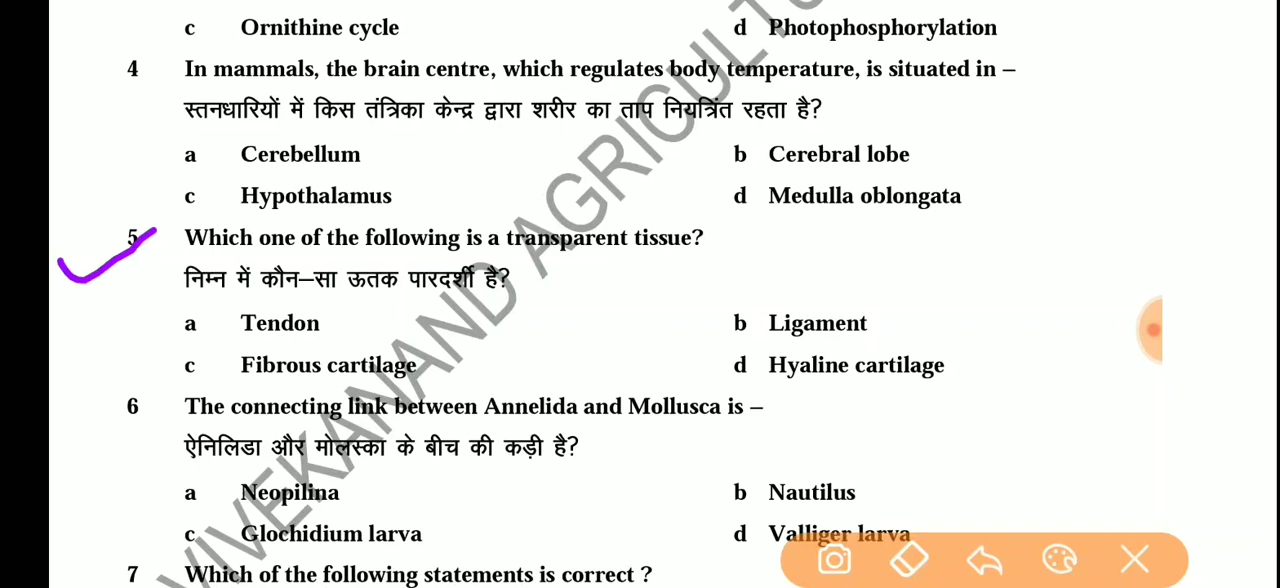 c Ornithine cycle d Photophosphorylation
4 In mammals, the brain centre, which regulates body temperature, is situated in –
स्तनधारियों में किस तंत्रिका केन्द्र द्वारा शरीर का ताप नियत्रिंत रहता है?
a Cerebellum b Cerebral lobe
c Hypothalamus d Medulla oblongata
5 Which one of the following is a transparent tissue?
निम्न में कौन–सा ऊतक पारदर्शी है?
a Tendon b Ligament
c Fibrous cartilage d Hyaline cartilage
6 The connecting link between Annelida and Mollusca is –
ऐनिलिडा और मोलस्का के बीच की कड़ी है?
a Neopilina b Nautilus
c Glochidium larva d Valliger larva
7 Which of the following statements is correct ?
VIVEKANAND AGRICULTU